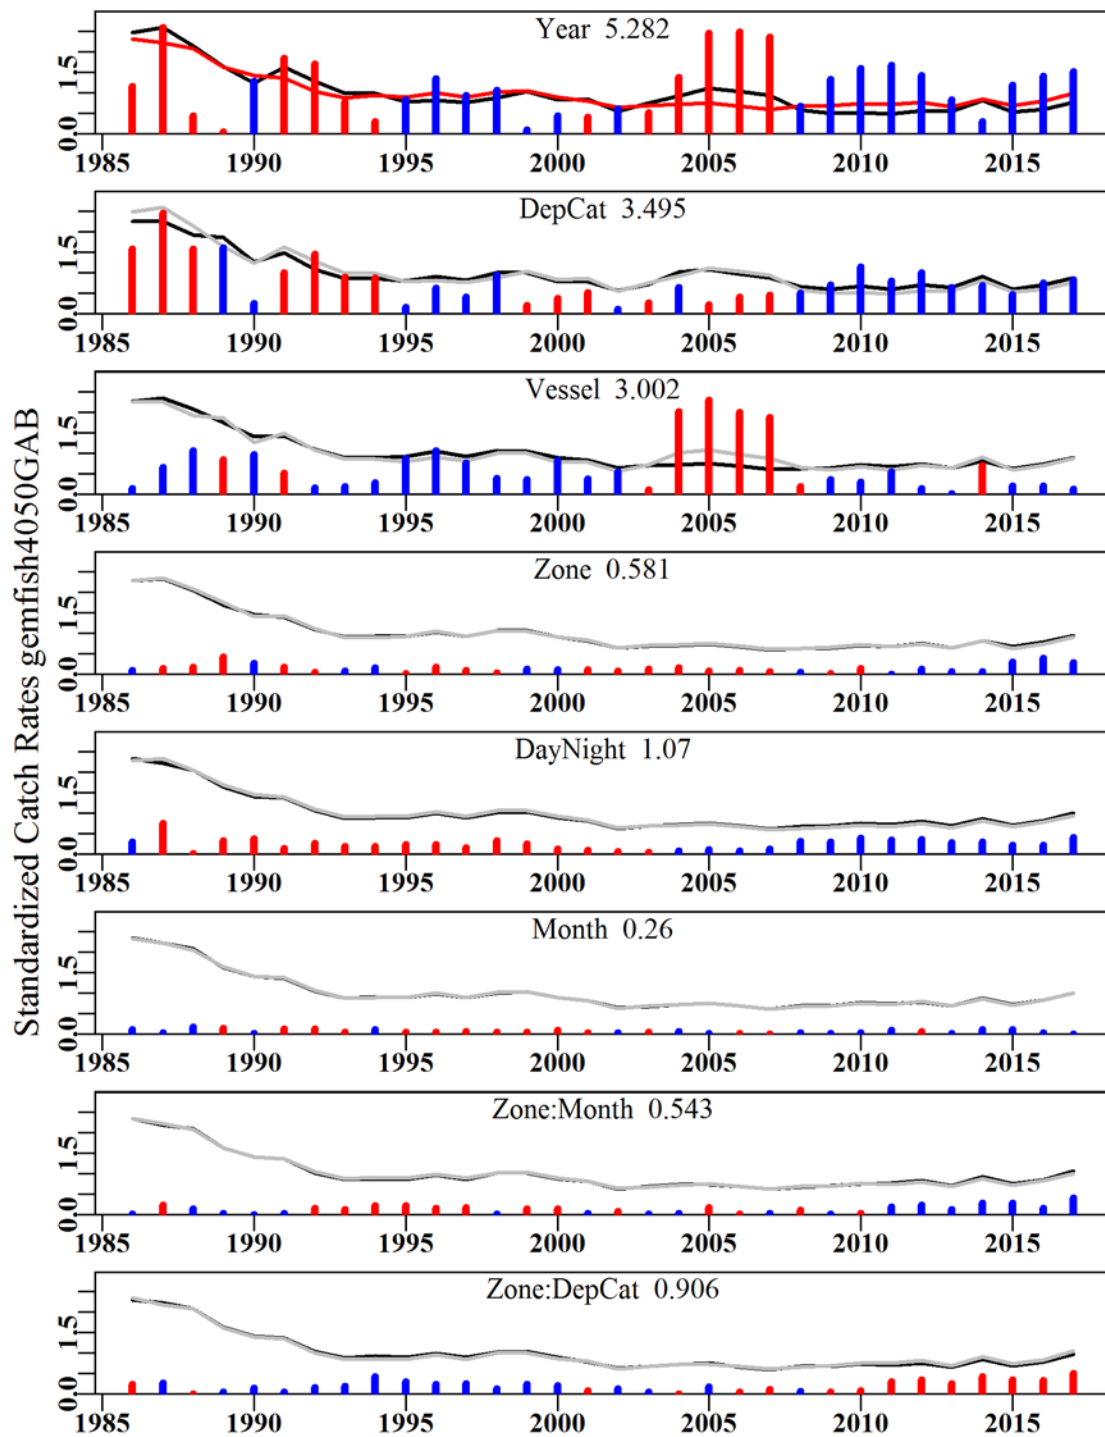 Standardized Catch Rates gemfish4050GAB
Year 5.282
0.0 1.5
1985 1990 1995 2000 2005 2010 2015
DepCat 3.495
0.0 1.5
1985 1990 1995 2000 2005 2010 2015
Vessel 3.002
0.0 1.5
1985 1990 1995 2000 2005 2010 2015
Zone 0.581
0.0 1.5
1985 1990 1995 2000 2005 2010 2015
DayNight 1.07
0.0 1.5
1985 1990 1995 2000 2005 2010 2015
Month 0.26
0.0 1.5
1985 1990 1995 2000 2005 2010 2015
Zone:Month 0.543
0.0 1.5
1985 1990 1995 2000 2005 2010 2015
Zone:DepCat 0.906
0.0 1.5
1985 1990 1995 2000 2005 2010 2015